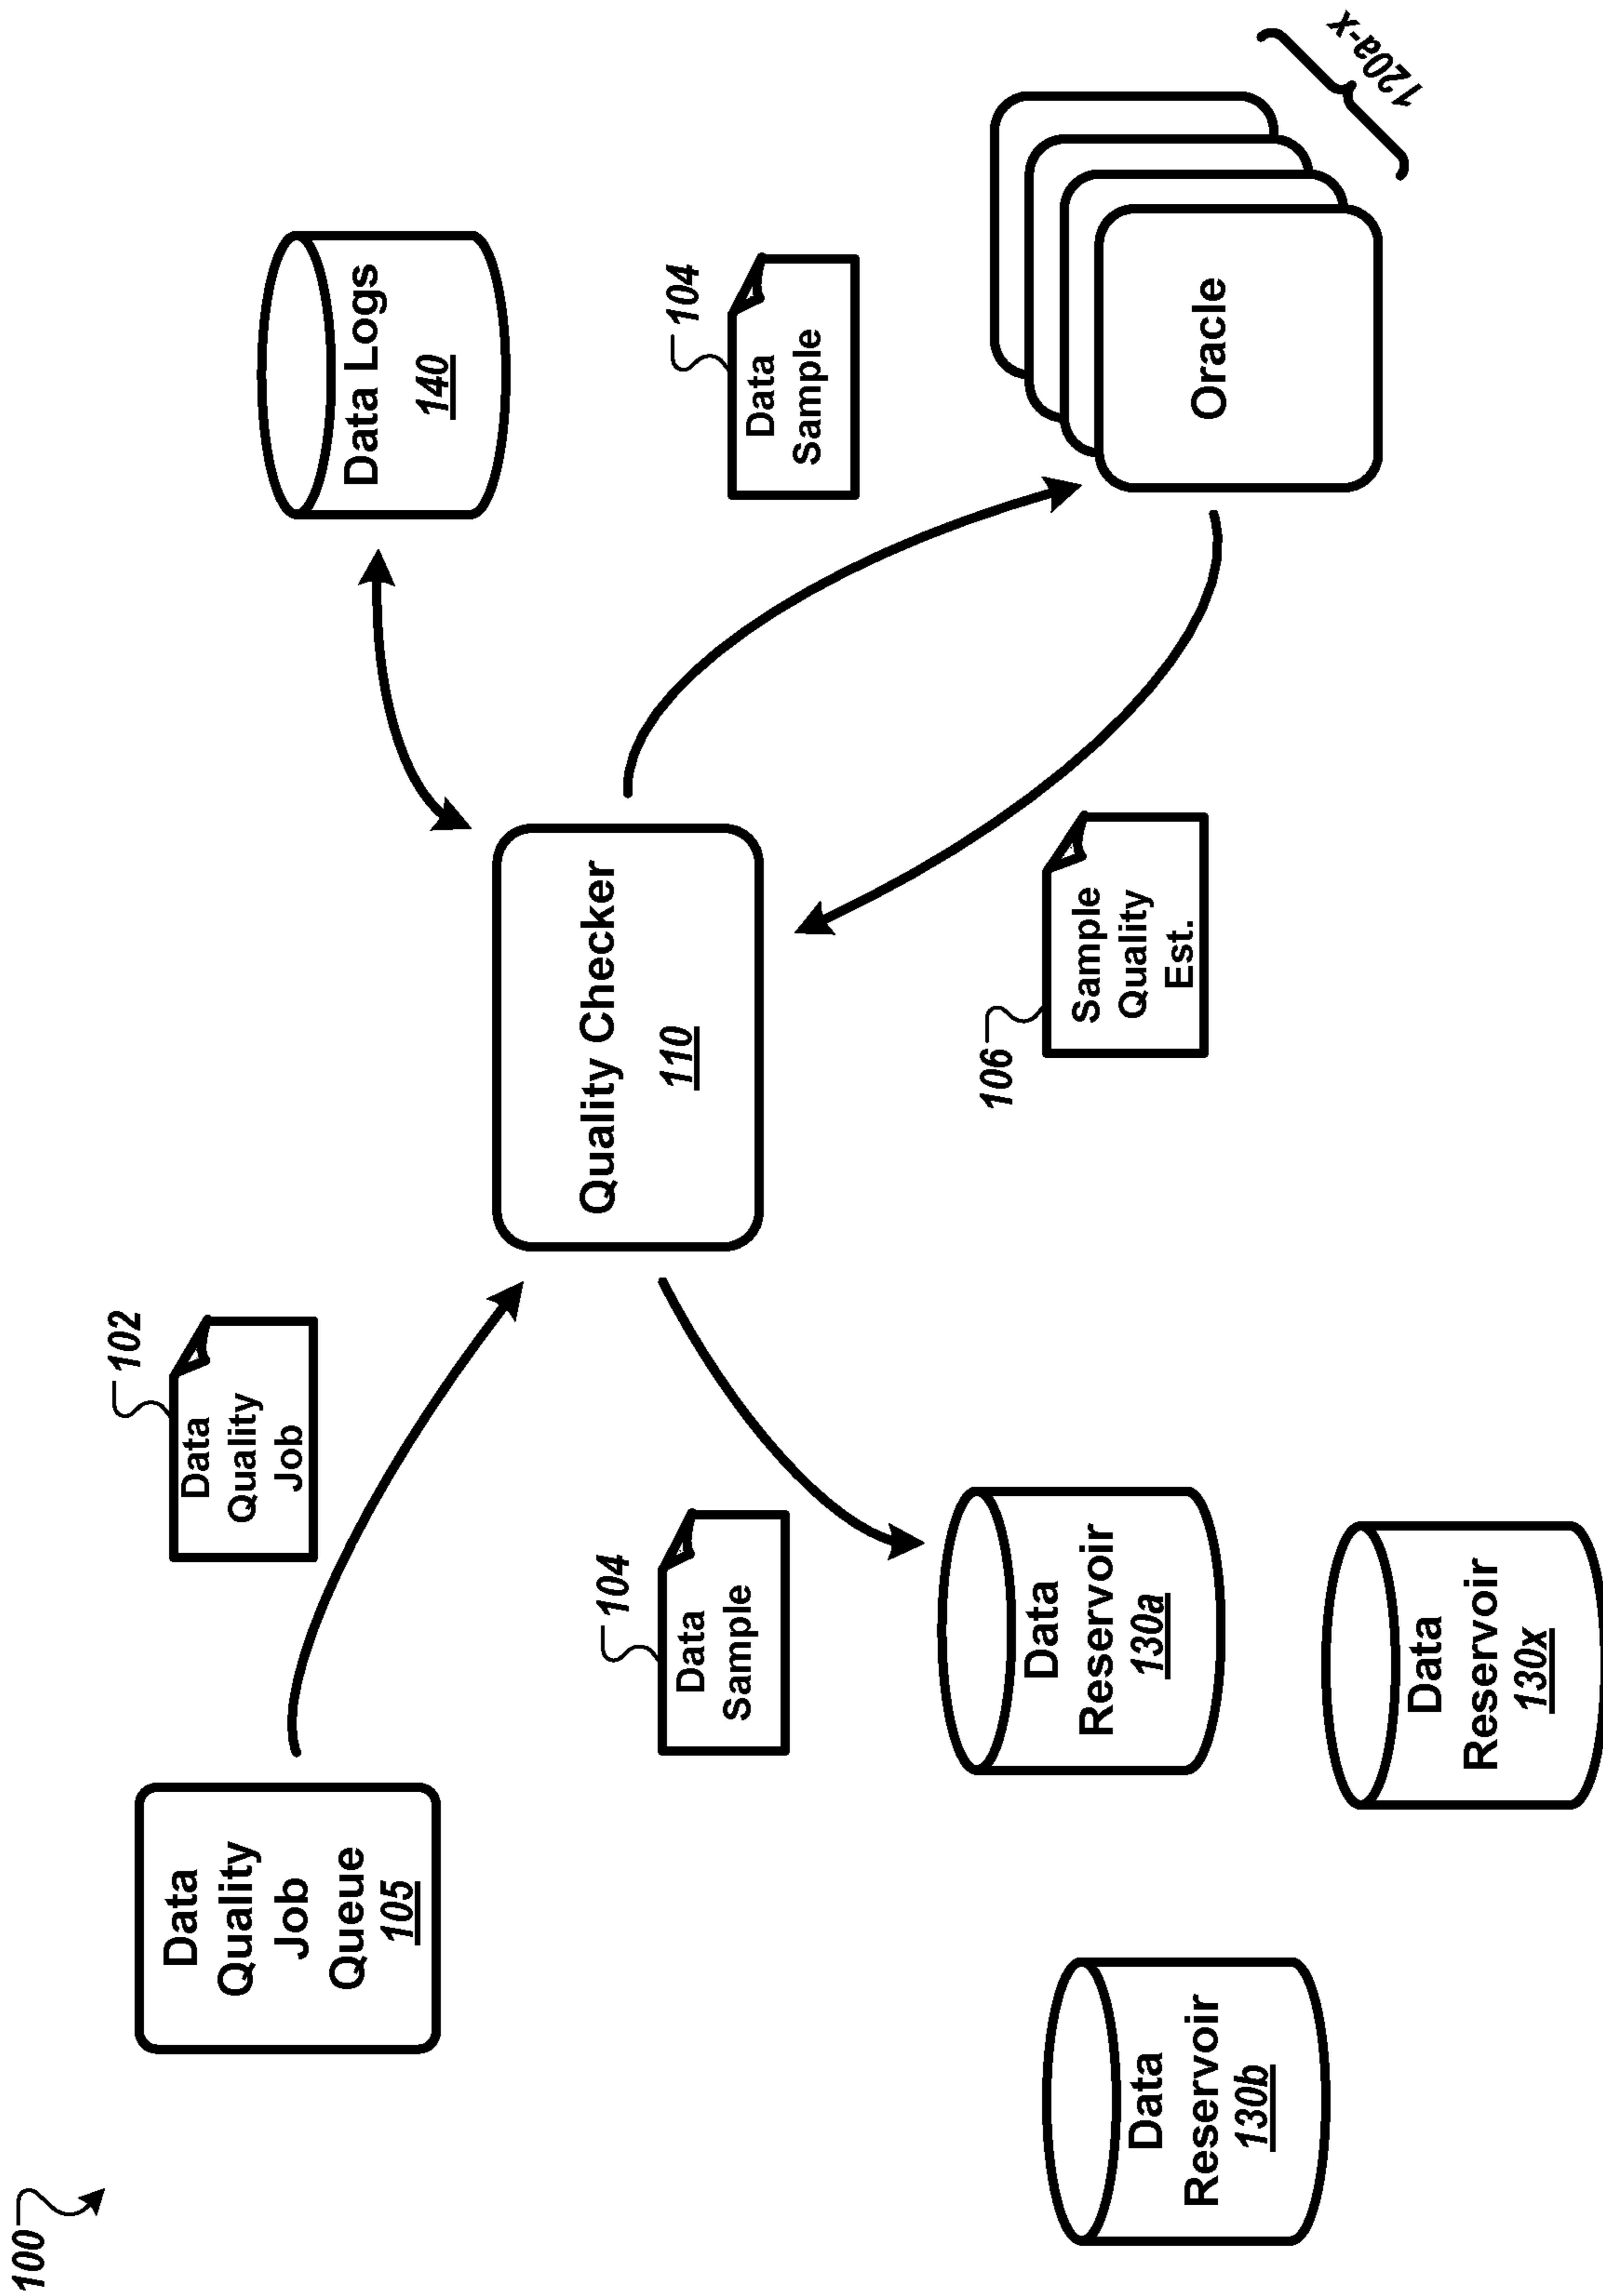 100
Data
Quality
Job
Queue
105
102
Data
Quality
Job
Quality Checker
110
Data Logs
140
104
Data
Sample
Oracle
120a-x
106
Sample
Quality
Est.
104
Data
Sample
Data
Reservoir
130a
Data
Reservoir
130b
Data
Reservoir
130x